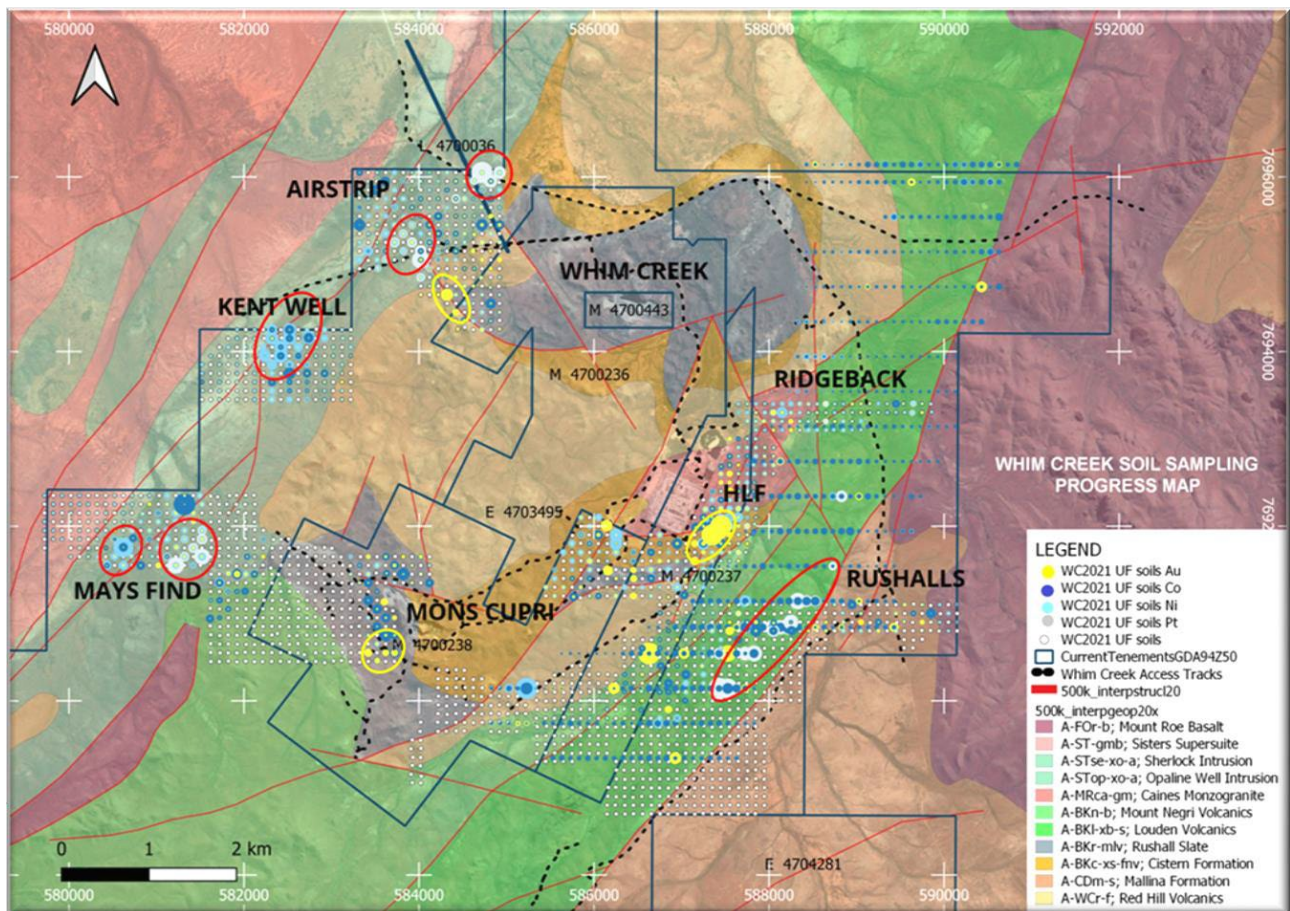 580000
582000
584000
586000
588000
590000
592000
L 4700036
7696000
AIRSTRIP
WHIM CREEK
KENT WELL
M 4700443
7694000
M 4700236
RIDGEBACK
WHIM CREEK SOIL SAMPLING
PROGRESS MAP
HLF
E 4703495
7692
M 4700237
MAYS FIND
RUSHALLS
MONS CUPRI
M 4700238
LEGEND
WC2021 UF soils Au
WC2021 UF soils Co
WC2021 UF soils Ni
WC2021 UF soils Pt
WC2021 UF soils
CurrentTenementsGDA94Z50
Whim Creek Access Tracks
500k_interpstrucl20
500k_interpgeop20x
A-FOr-b; Mount Roe Basalt
A-ST-gmb; Sisters Supersuite
A-STse-xo-a; Sherlock Intrusion
A-STop-xo-a; Opaline Well Intrusion
A-MRca-gm; Caines Monzogranite
A-BKn-b; Mount Negri Volcanics
A-BKl-xb-s; Louden Volcanics
A-BKr-mlv; Rushall Slate
A-BKc-xs-fnv; Cistern Formation
A-CDm-s; Mallina Formation
A-WCr-f; Red Hill Volcanics
0 1 2 km
E 4704281
580000
582000
584000
586000
588000
590000